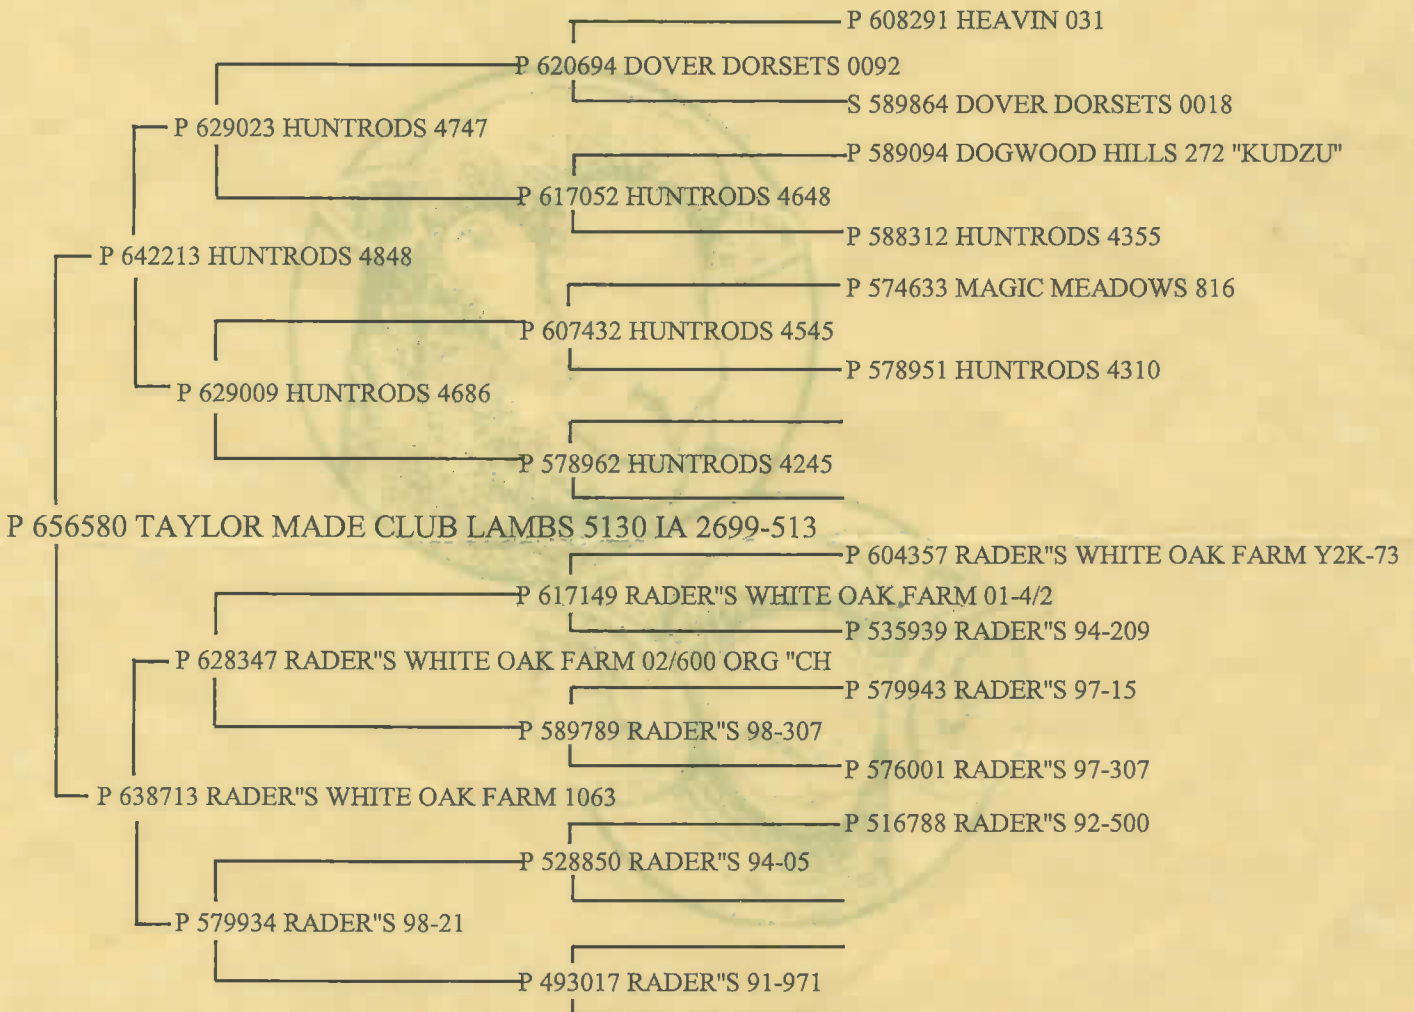 P 608291 HEAVIN 031
P 620694 DOVER DORSETS 0092
S 589864 DOVER DORSETS 0018
P 629023 HUNTRODS 4747
P 589094 DOGWOOD HILLS 272 "KUDZU"
P 617052 HUNTRODS 4648
P 588312 HUNTRODS 4355
P 642213 HUNTRODS 4848
P 574633 MAGIC MEADOWS 816
P 607432 HUNTRODS 4545
P 578951 HUNTRODS 4310
P 629009 HUNTRODS 4686
P 578962 HUNTRODS 4245
P 656580 TAYLOR MADE CLUB LAMBS 5130 IA 2699-513
P 604357 RADER"S WHITE OAK FARM Y2K-73
P 617149 RADER"S WHITE OAK FARM 01-4/2
P 535939 RADER"S 94-209
P 628347 RADER"S WHITE OAK FARM 02/600 ORG "CH
P 579943 RADER"S 97-15
P 589789 RADER"S 98-307
P 576001 RADER"S 97-307
P 638713 RADER"S WHITE OAK FARM 1063
P 516788 RADER"S 92-500
P 528850 RADER"S 94-05
P 579934 RADER"S 98-21
P 493017 RADER"S 91-971